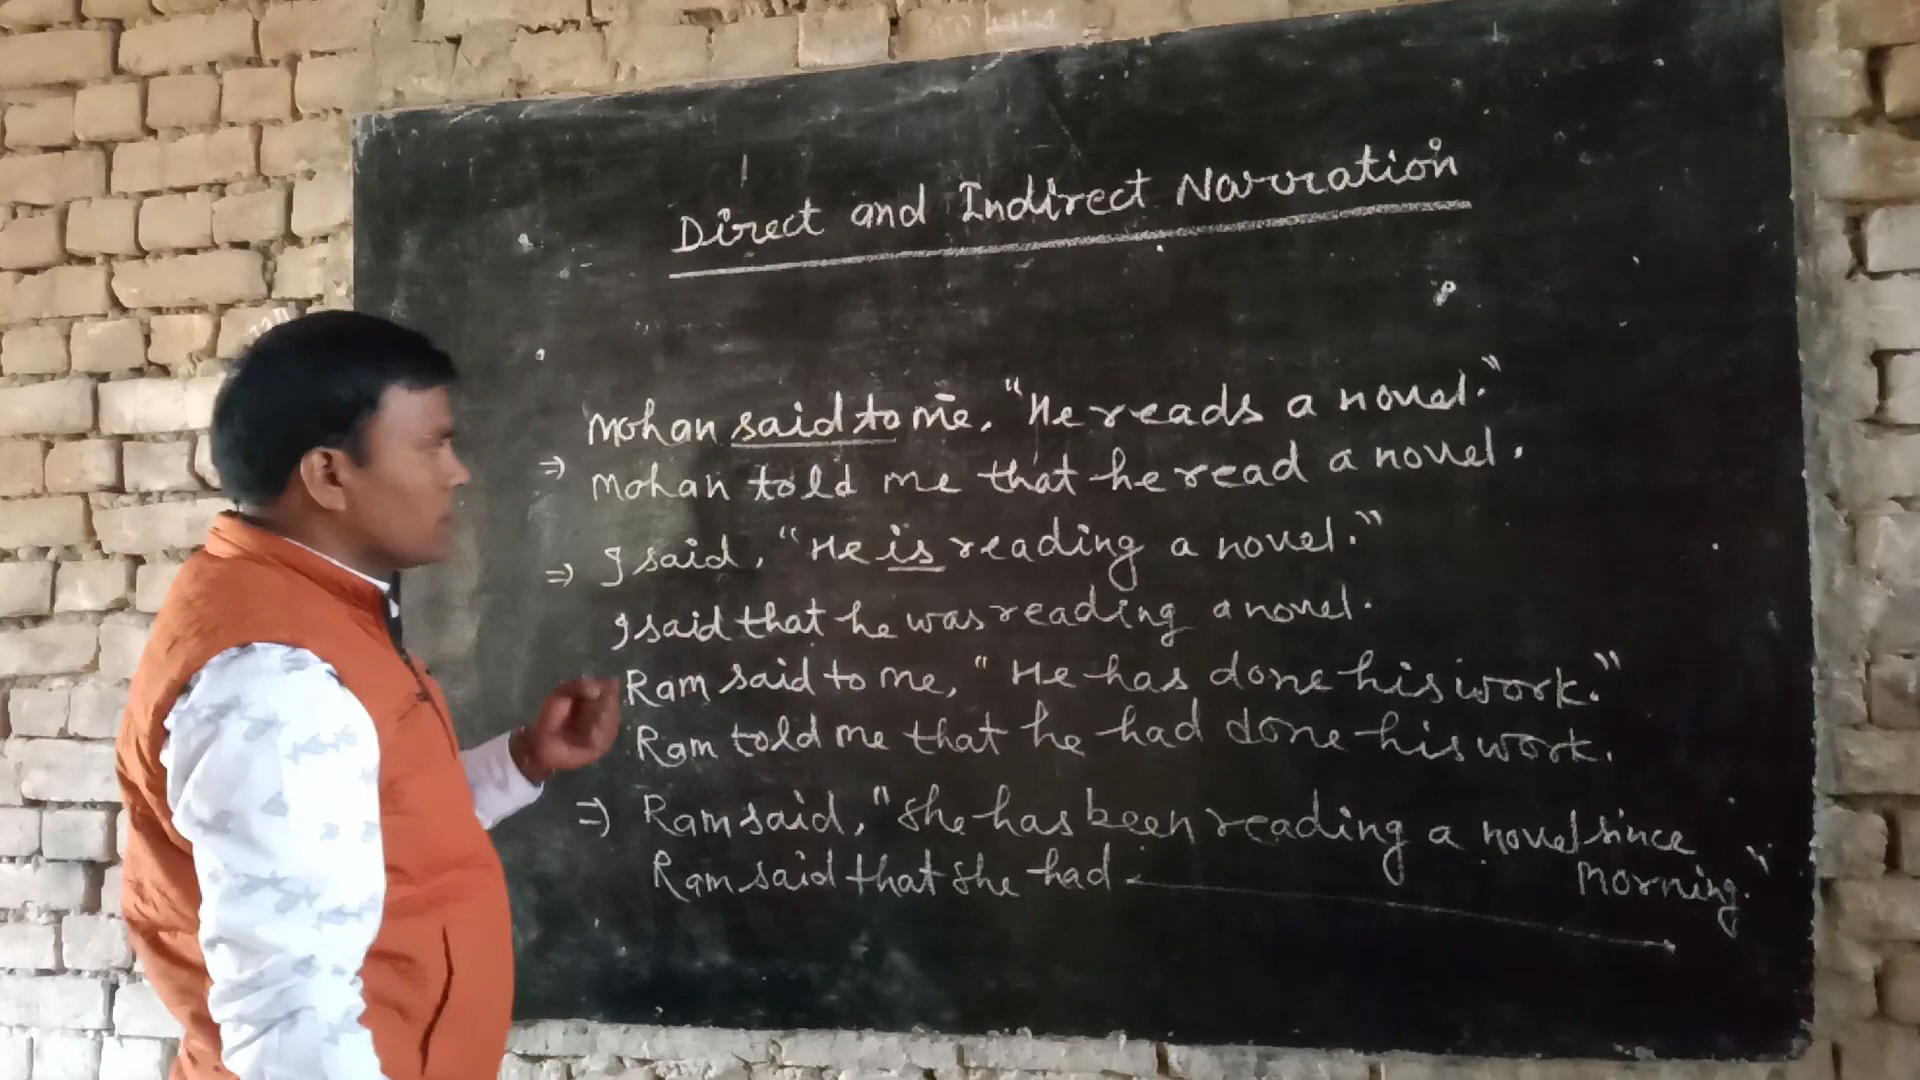 Direct and Indirect Narration
Mohan said to me, "He reads a novel."
⇒ Mohan told me that he read a novel.
⇒ I said, "He is reading a novel."
I said that he was reading a novel.
Ram said to me, "He has done his work."
Ram told me that he had done his work.
⇒ Ram said, "She has been reading a novel since
morning."
Ram said that she had